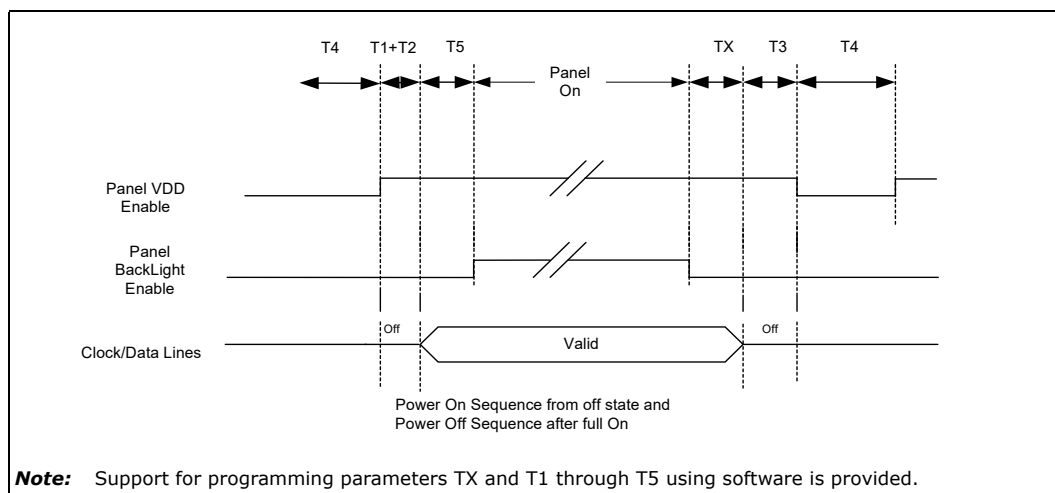 T4 T1+T2 T5 TX T3 T4
Panel
On
Panel VDD
Enable
Panel
BackLight
Enable
Off Off
Clock/Data Lines
Valid
Power On Sequence from off state and
Power Off Sequence after full On
Note: Support for programming parameters TX and T1 through T5 using software is provided.